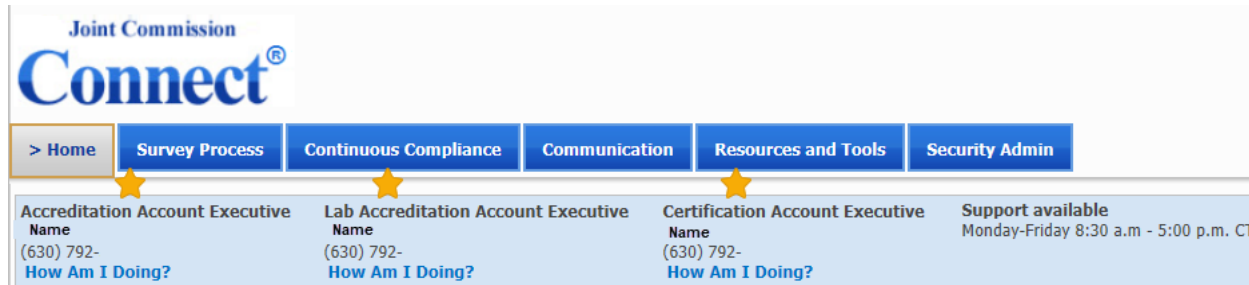 Joint Commission
Connect®
> Home Survey Process Continuous Compliance Communication Resources and Tools Security Admin
Accreditation Account Executive Lab Accreditation Account Executive Certification Account Executive Support available
Name Name Name Monday-Friday 8:30 a.m - 5:00 p.m. CT
(630) 792- (630) 792- (630) 792-
How Am I Doing? How Am I Doing? How Am I Doing?